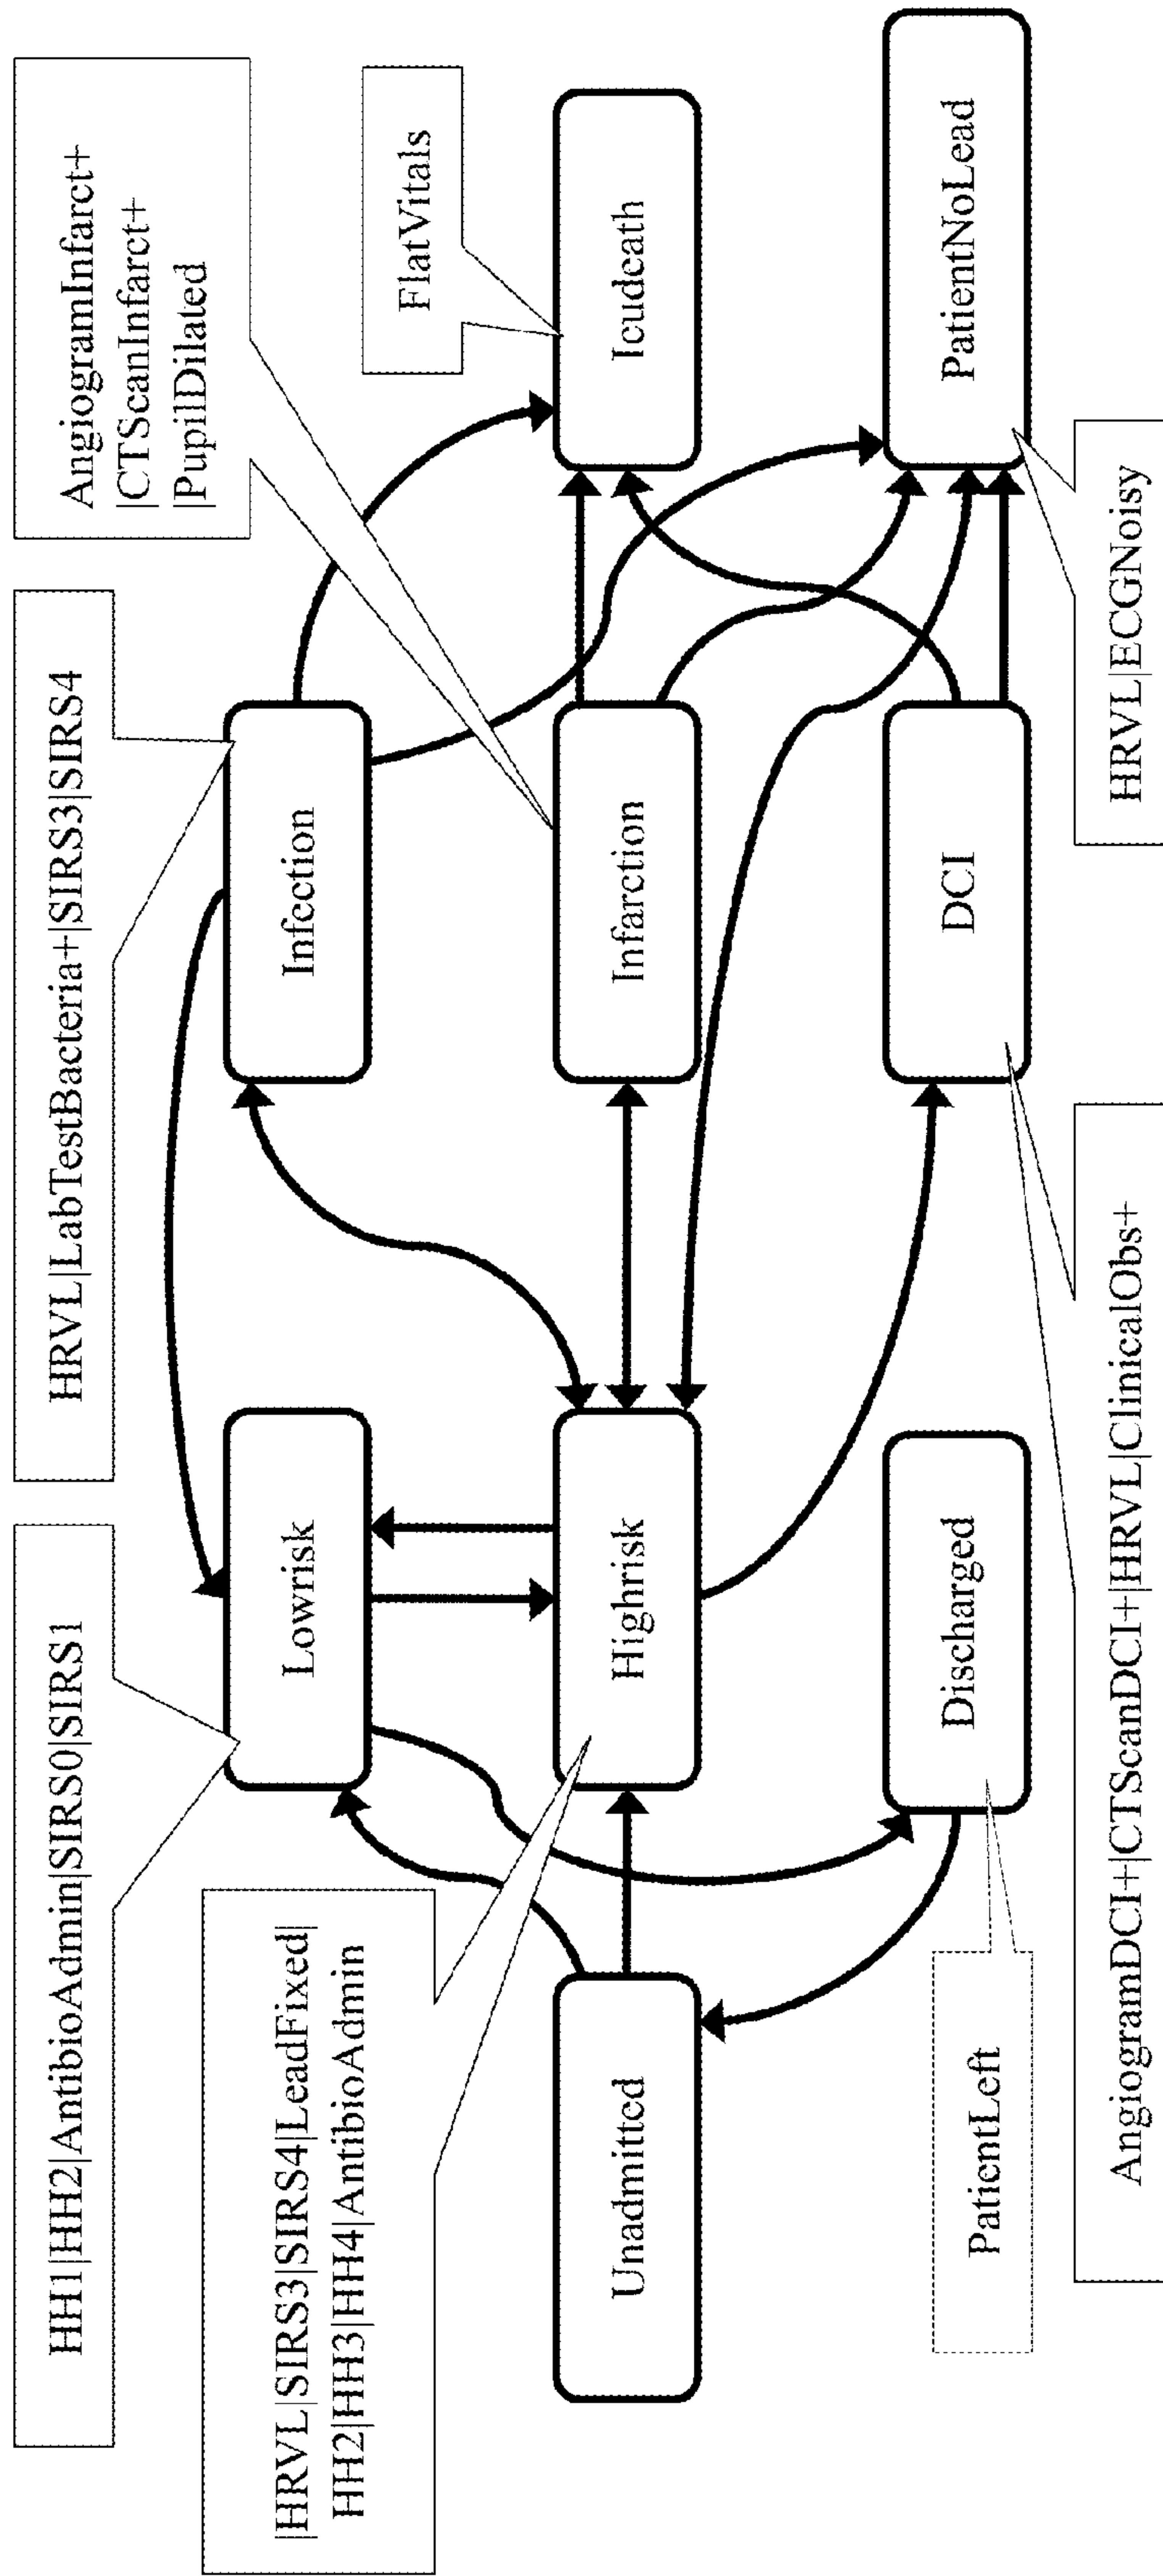 HH1|HH2|AntibioAdmin|SIRS0|SIRS1
HRVL|LabTestBacteria+|SIRS3|SIRS4
AngiogramInfarct+
|CTScanInfarct+
|PupilDilated
|HRVL|SIRS3|SIRS4|LeadFixed|
HH2|HH3|HH4|AntibioAdmin
FlatVitals
Lowrisk
Infection
Unadmitted
Highrisk
Infarction
Icudeath
Discharged
DCI
PatientNoLead
PatientLeft
AngiogramDCI+|CTScanDCI+|HRVL|ClinicalObs+
HRVL|ECGNoisy